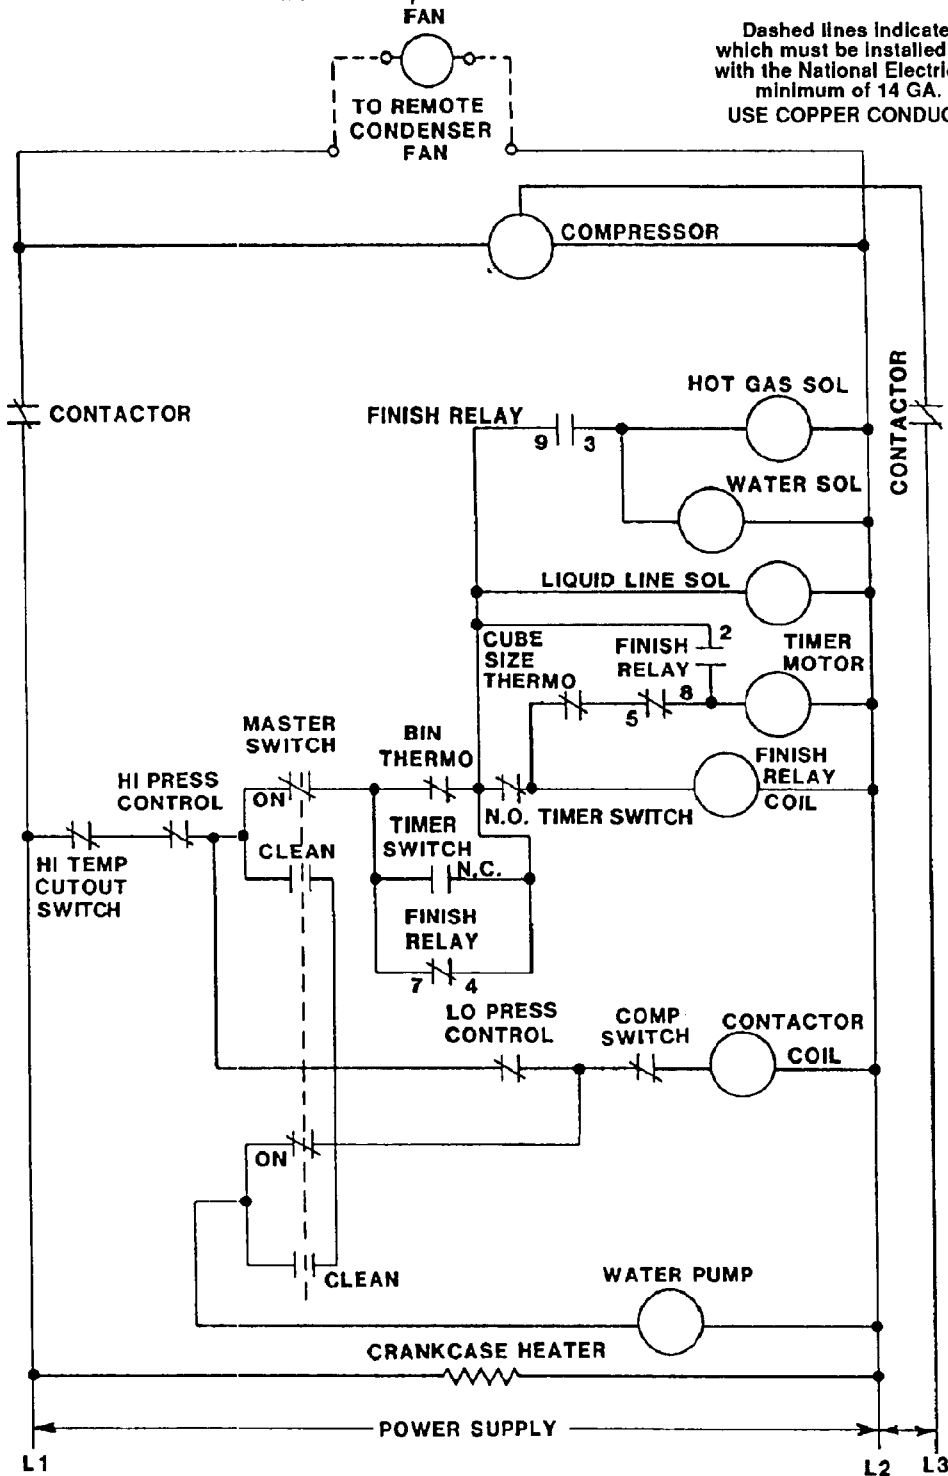 FAN
Dashed lines indicate
which must be installed
with the National Electri
minimum of 14 GA.
USE COPPER CONDUC
TO REMOTE
CONDENSER
FAN
COMPRESSOR
CONTACTOR
CONTACTOR
FINISH RELAY
9 3
HOT GAS SOL
WATER SOL
LIQUID LINE SOL
CUBE
SIZE
THERMO
FINISH
RELAY
2
8
5
TIMER
MOTOR
MASTER
SWITCH
ON
BIN
THERMO
FINISH
RELAY
COIL
HI PRESS
CONTROL
N.O. TIMER SWITCH
HI TEMP
CUTOUT
SWITCH
CLEAN
TIMER
SWITCH
N.C.
FINISH
RELAY
7 4
LO PRESS
CONTROL
COMP
SWITCH
CONTACTOR
COIL
ON
CLEAN
WATER PUMP
CRANKCASE HEATER
POWER SUPPLY
L1
L2
L3